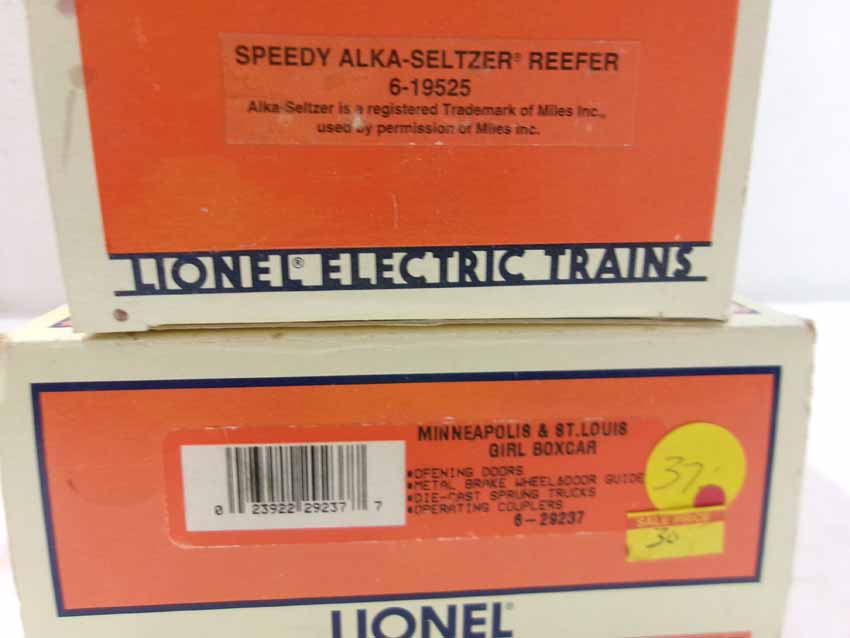 SPEEDY ALKA-SELTZER® REEFER
6-19525
Alka-Seltzer is a registered Trademark of Miles Inc.,
used by permission of Miles Inc.
LIONEL® ELECTRIC TRAINS
MINNEAPOLIS & ST.LOUIS
GIRL BOXCAR
•OPENING DOORS
•METAL BRAKE WHEEL&DOOR GUIDE
•DIE-CAST SPRUNG TRUCKS
•OPERATING COUPLERS
6-29237
0 23922 29237 7
37.
SALE PRICE
30
LIONEL®